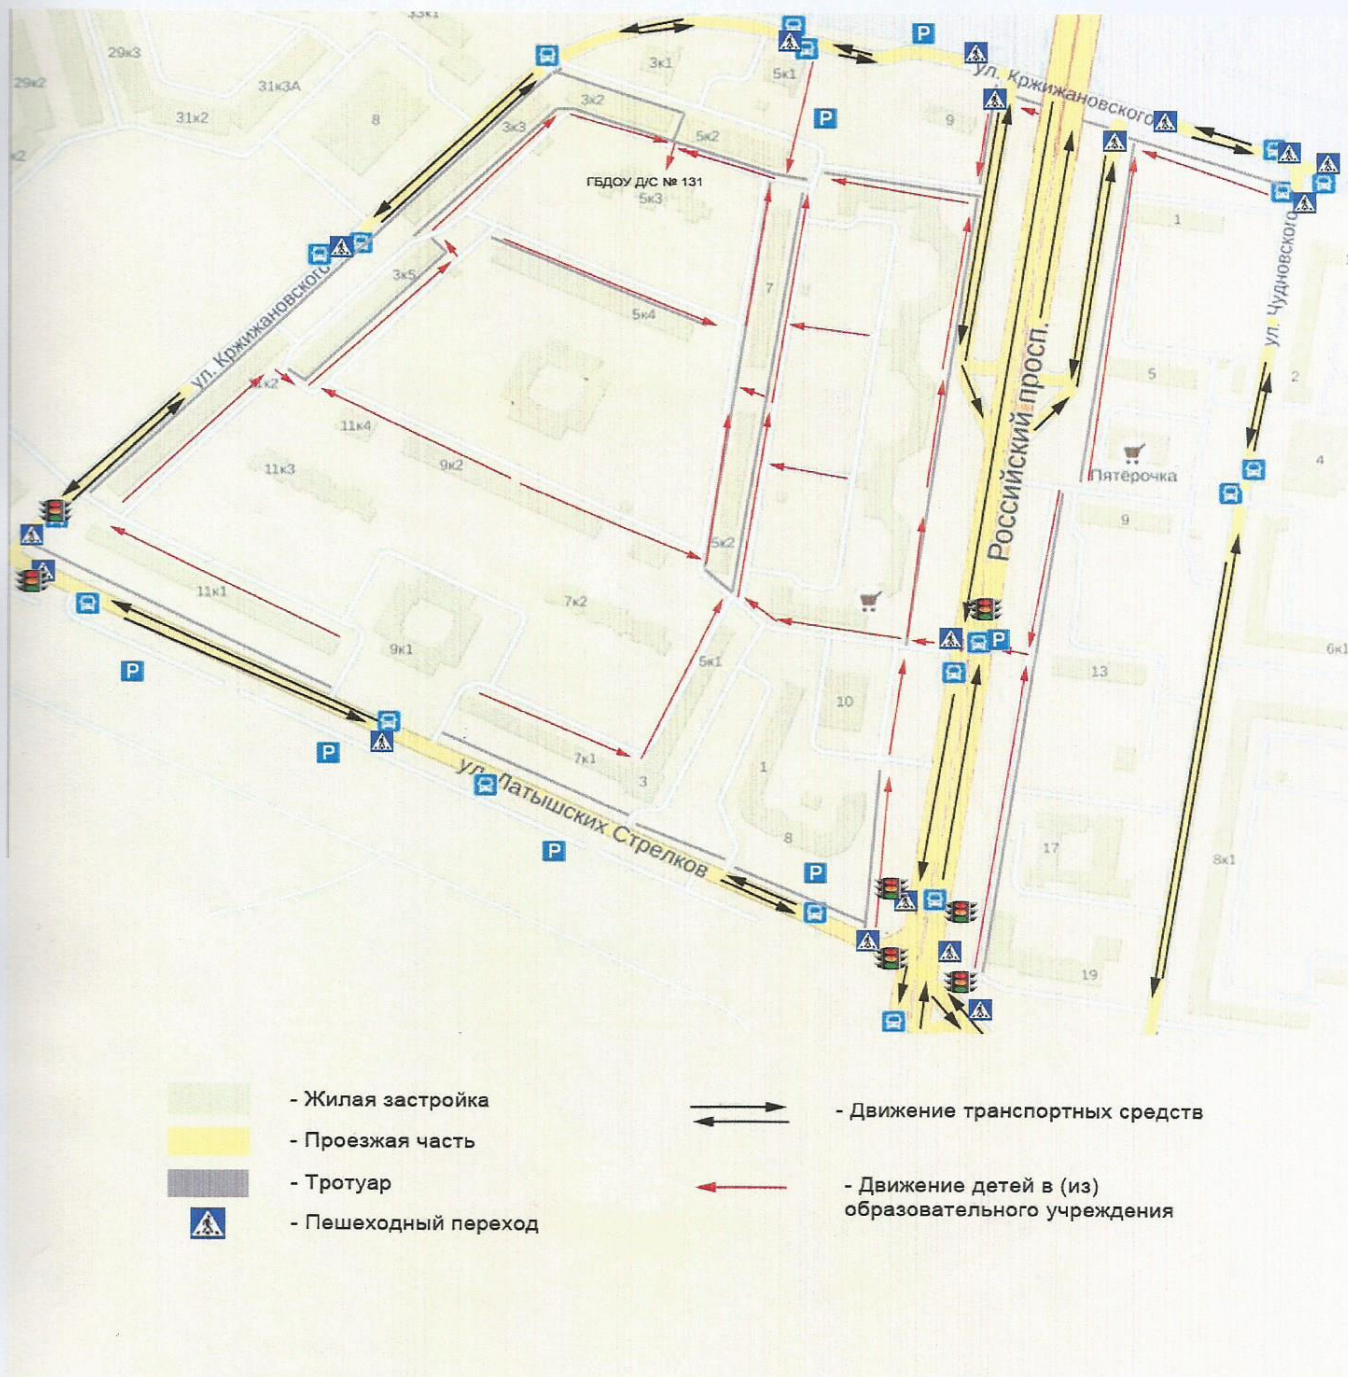 33к1
29к3
29к2
31к3А
31к2
8
3к1
5к1
3к2
3к3
5к2
9
ул. Кржижановского
ГБДОУ Д/С № 131
5к3
1
3к5
7
5к4
ул. Чудновского
ул. Кржижановского
5
2
11к4
9к2
11к3
Российский просп.
Пятёрочка
4
9
5к2
11к1
7к2
9к1
5к1
10
13
6к1
7к1
3
1
8
17
8к1
ул. Латышских Стрелков
19
P
P
P
P
P
P
P
- Жилая застройка
- Проезжая часть
- Тротуар
- Пешеходный переход
- Движение транспортных средств
- Движение детей в (из)
образовательного учреждения